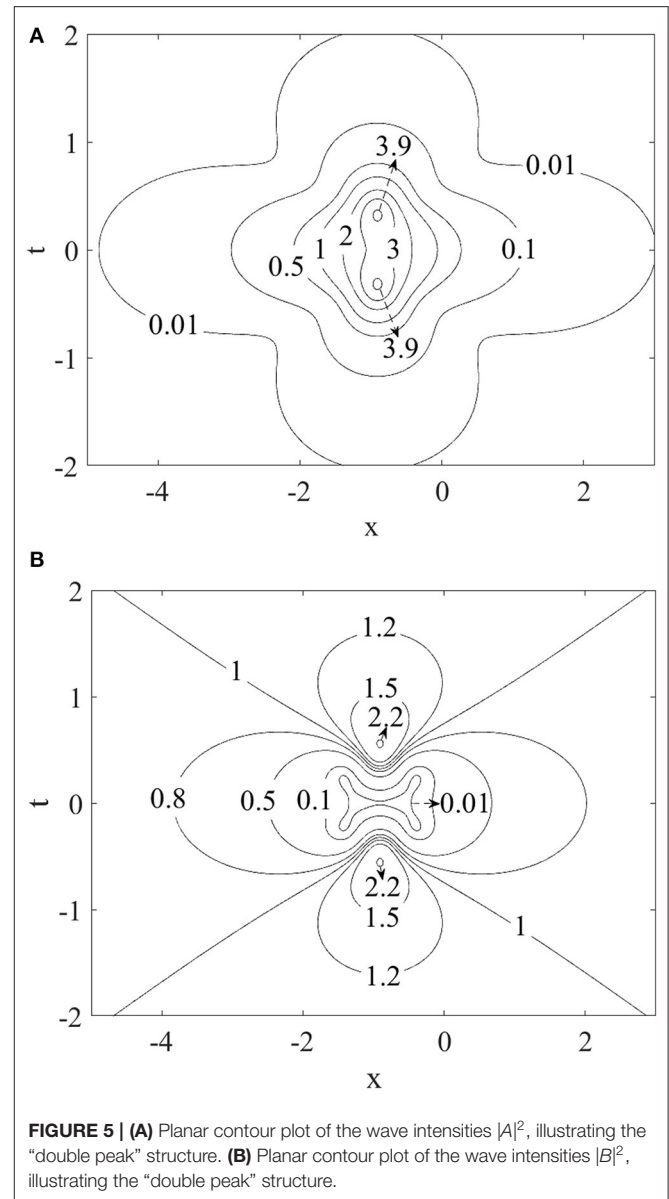 A
2
1
0
-1
-2
t
3.9
0.01
0.5 1 2 3 0.1
0.01
3.9
-4 -2 0 2
x
B
2
1
0
-1
-2
t
1.2
1
1.5
2.2
0.8 0.5 0.1 0.01
2.2
1.5
1
1.2
-4 -2 0 2
x
FIGURE 5 | (A) Planar contour plot of the wave intensities |A|², illustrating the
“double peak” structure. (B) Planar contour plot of the wave intensities |B|²,
illustrating the “double peak” structure.